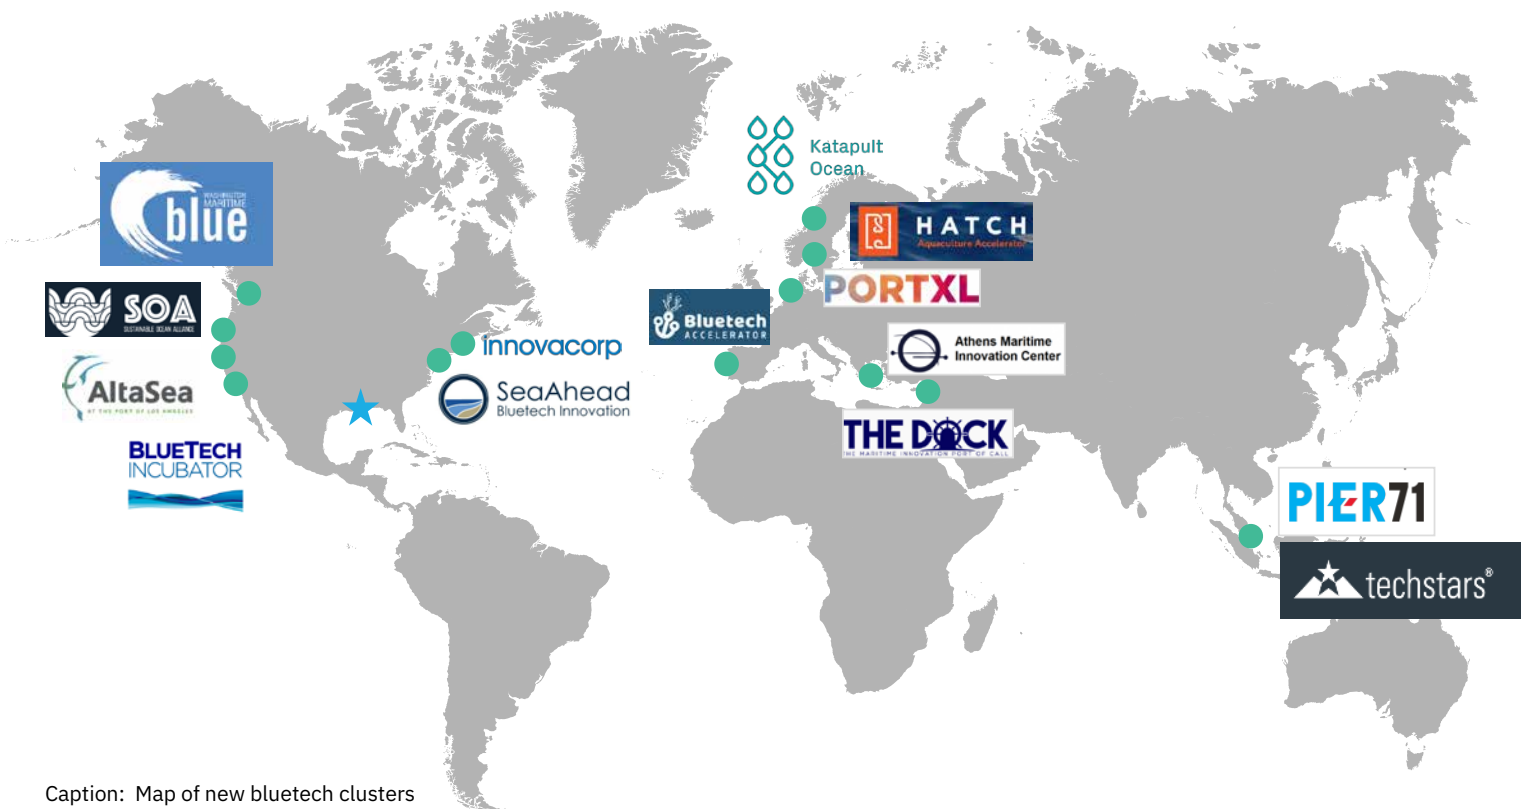 Katapult
Ocean
WASHINGTON
MARITIME
blue
HATCH
Aquaculture Accelerator
PORTXL
SOA
SUSTAINABLE OCEAN ALLIANCE
Bluetech
ACCELERATOR
innovacorp
Athens Maritime
Innovation Center
AltaSea
AT THE PORT OF LOS ANGELES
SeaAhead
Bluetech Innovation
THE DOCK
THE MARITIME INNOVATION PORT OF CALL
BLUETECH
INCUBATOR
PIER71
techstars®
Caption: Map of new bluetech clusters